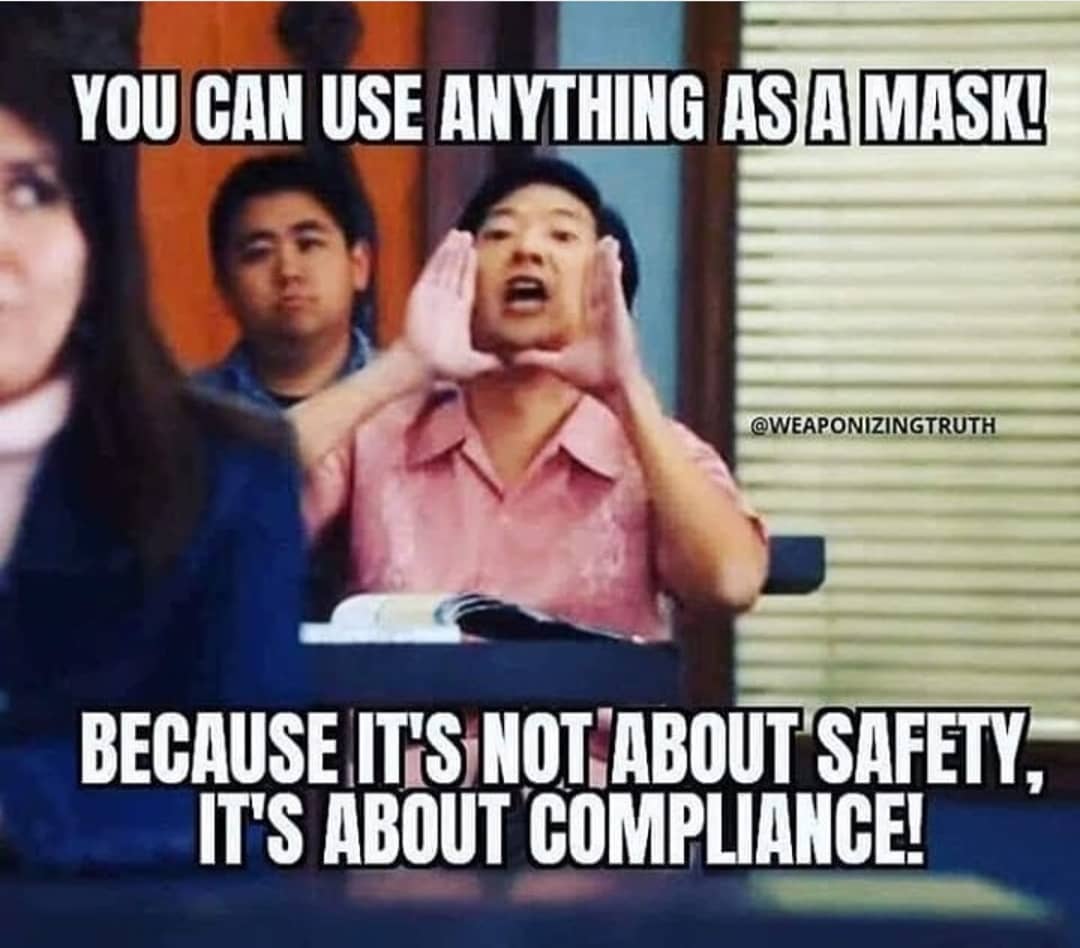 YOU CAN USE ANYTHING AS A MASK!
@WEAPONIZINGTRUTH
BECAUSE IT'S NOT ABOUT SAFETY,
IT'S ABOUT COMPLIANCE!